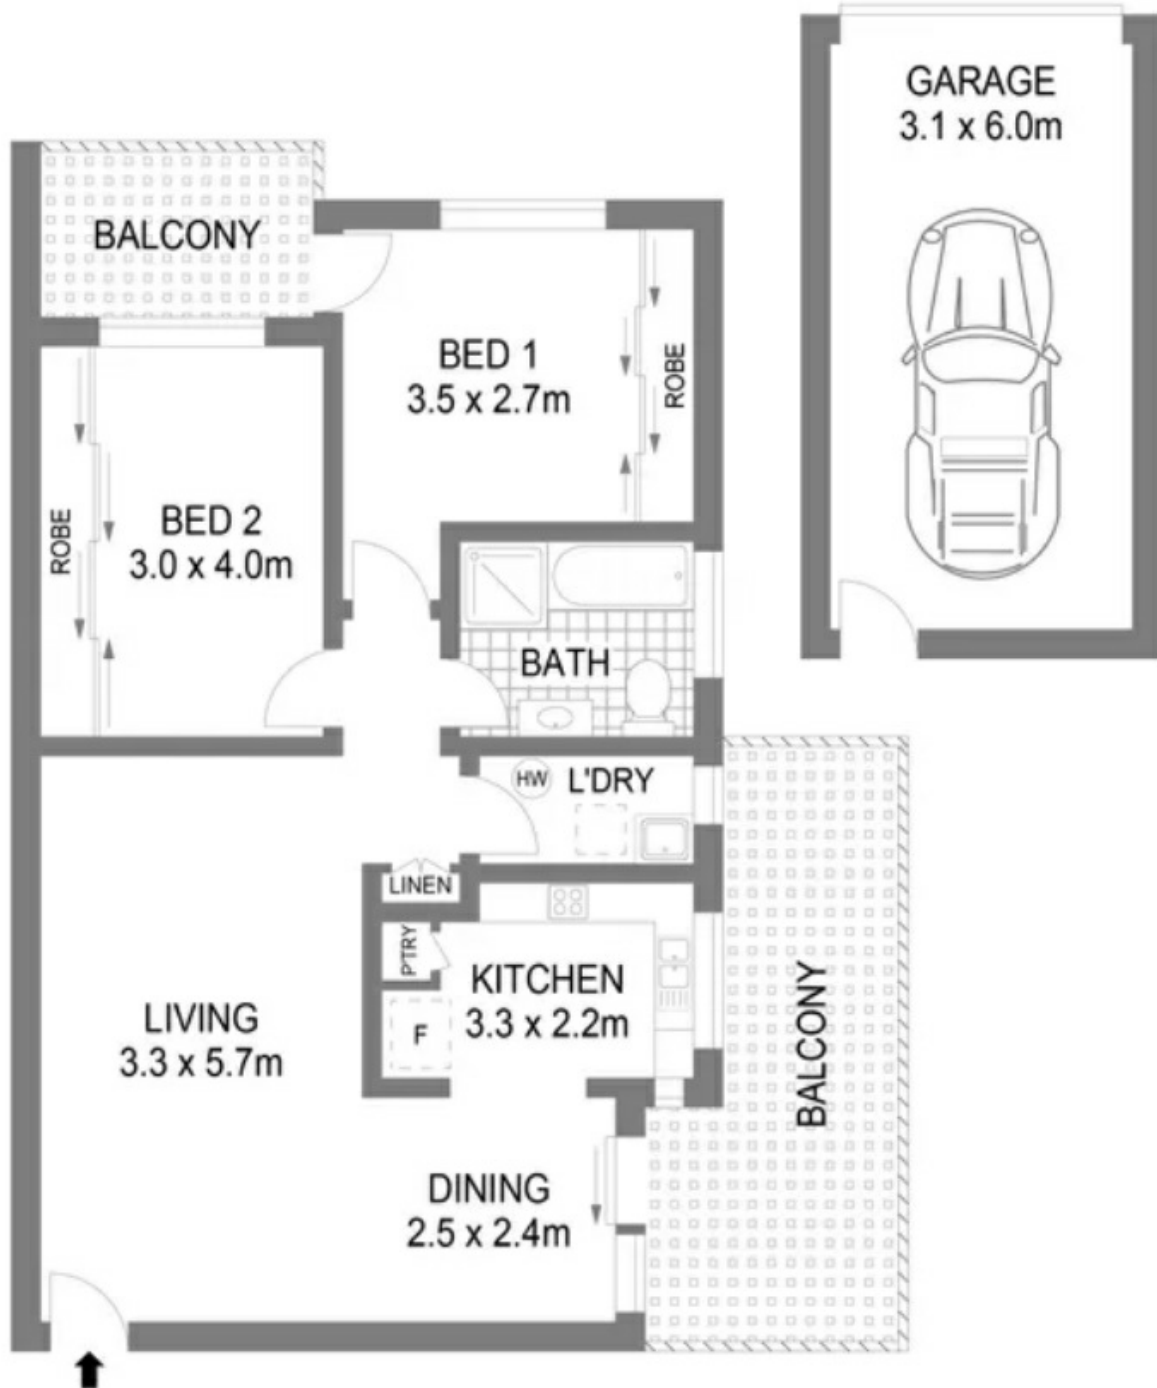 GARAGE
3.1 x 6.0m
BALCONY
BED 1
3.5 x 2.7m
ROBE
ROBE
BED 2
3.0 x 4.0m
BATH
HW
L'DRY
LINEN
PTRY
KITCHEN
3.3 x 2.2m
F
LIVING
3.3 x 5.7m
BALCONY
DINING
2.5 x 2.4m